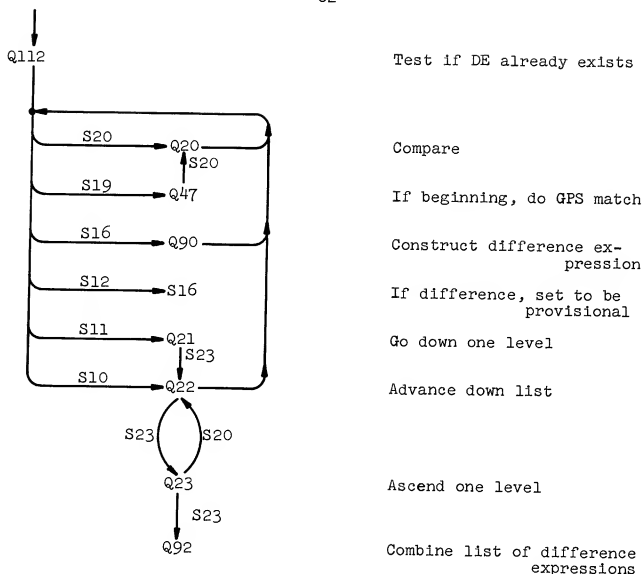 Q112 Test if DE already exists
S20 Q20 Compare
S20
S19 Q47 If beginning, do GPS match
S16 Q90 Construct difference ex-
pression
S12 S16 If difference, set to be
provisional
S11 Q21 Go down one level
S23
S10 Q22 Advance down list
S23 S20
Q23 Ascend one level
S23
Q92 Combine list of difference
expressions